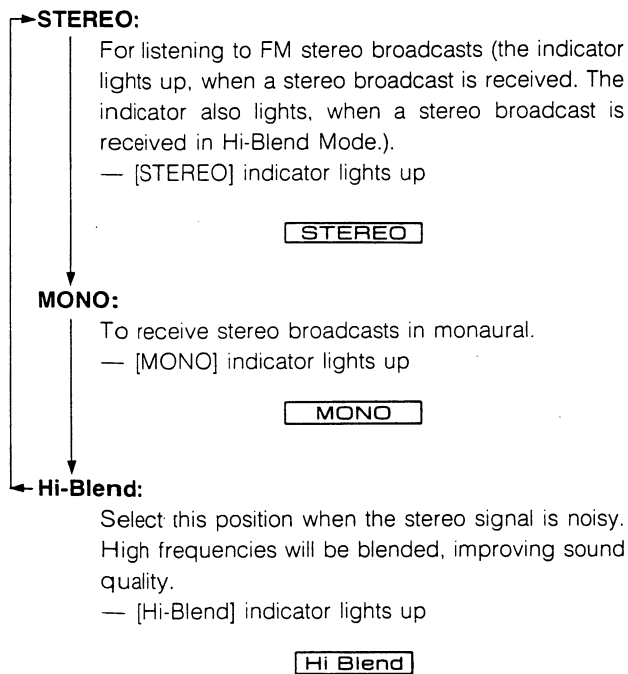 STEREO:
For listening to FM stereo broadcasts (the indicator
lights up, when a stereo broadcast is received. The
indicator also lights, when a stereo broadcast is
received in Hi-Blend Mode.).
— [STEREO] indicator lights up
STEREO
MONO:
To receive stereo broadcasts in monaural.
— [MONO] indicator lights up
MONO
Hi-Blend:
Select this position when the stereo signal is noisy.
High frequencies will be blended, improving sound
quality.
— [Hi-Blend] indicator lights up
Hi Blend